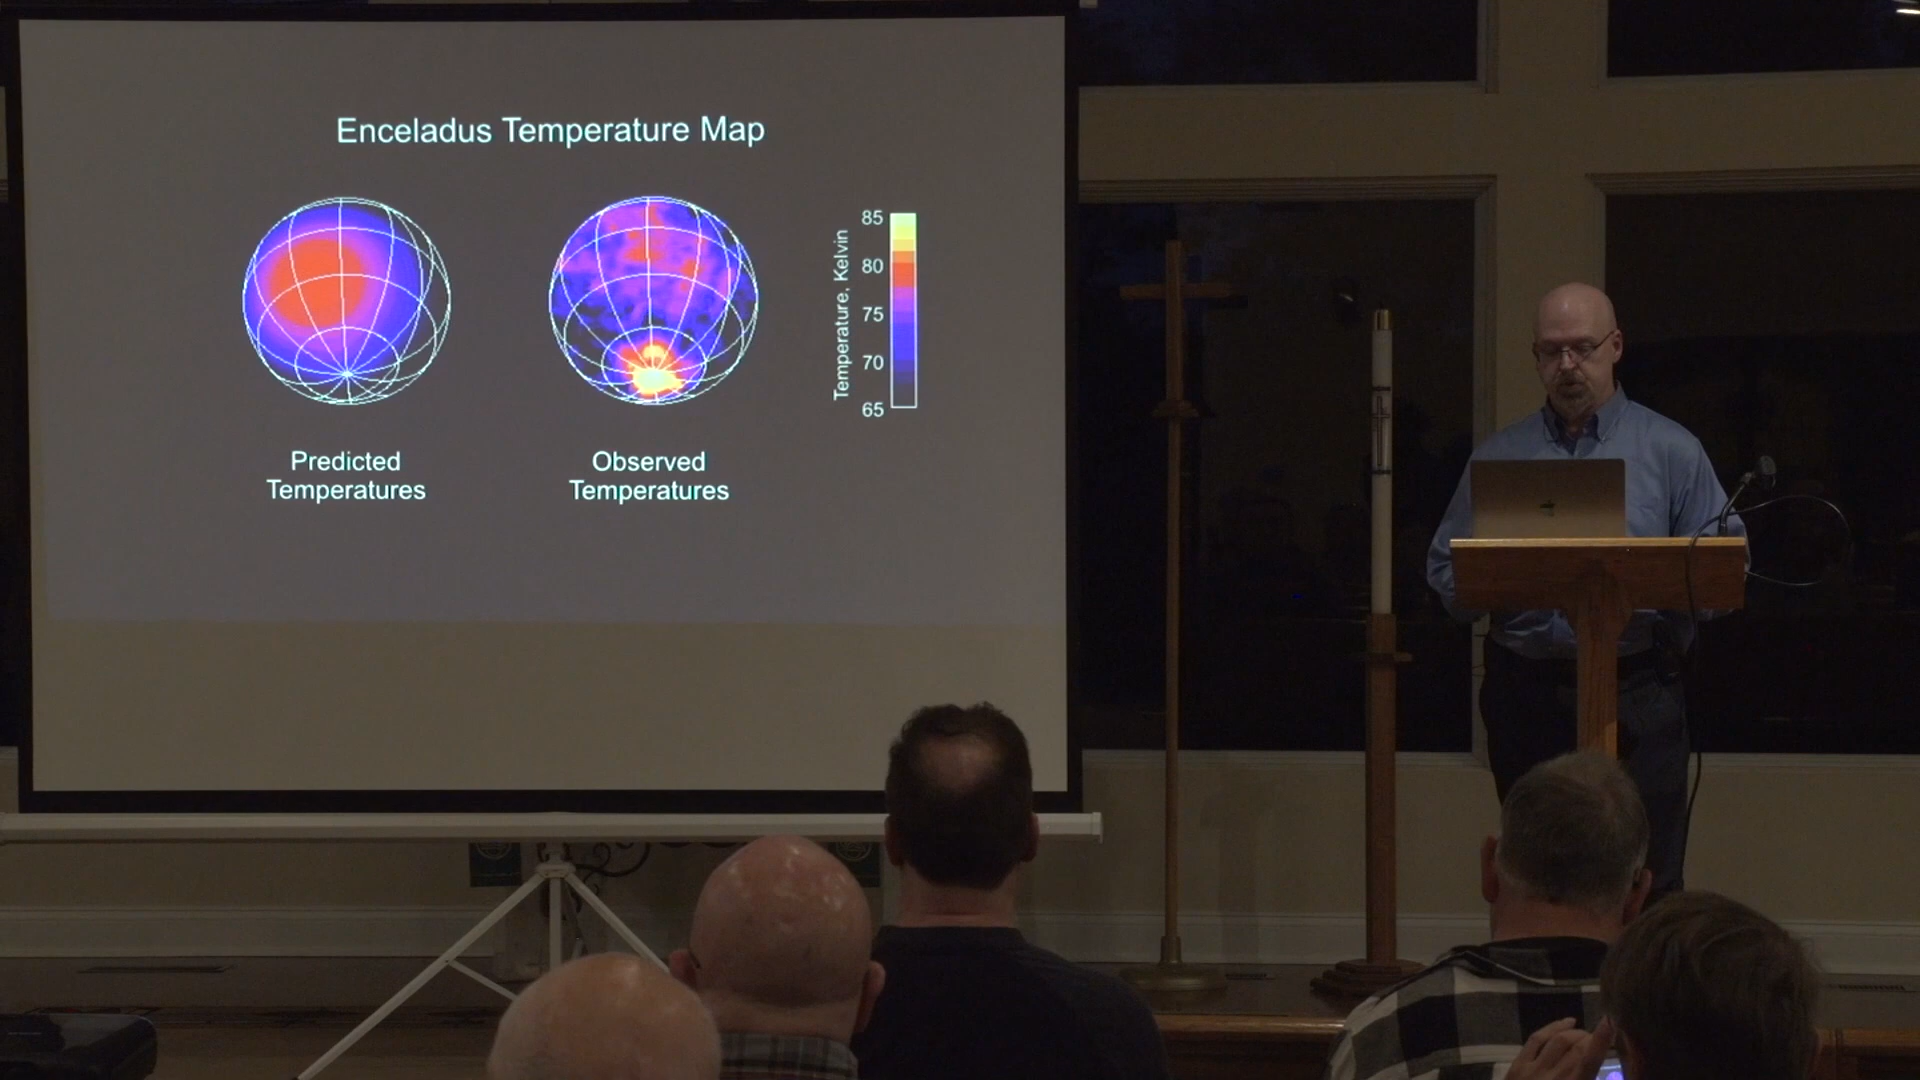 Enceladus Temperature Map
85
80
75
70
65
Temperature, Kelvin
Predicted
Temperatures
Observed
Temperatures